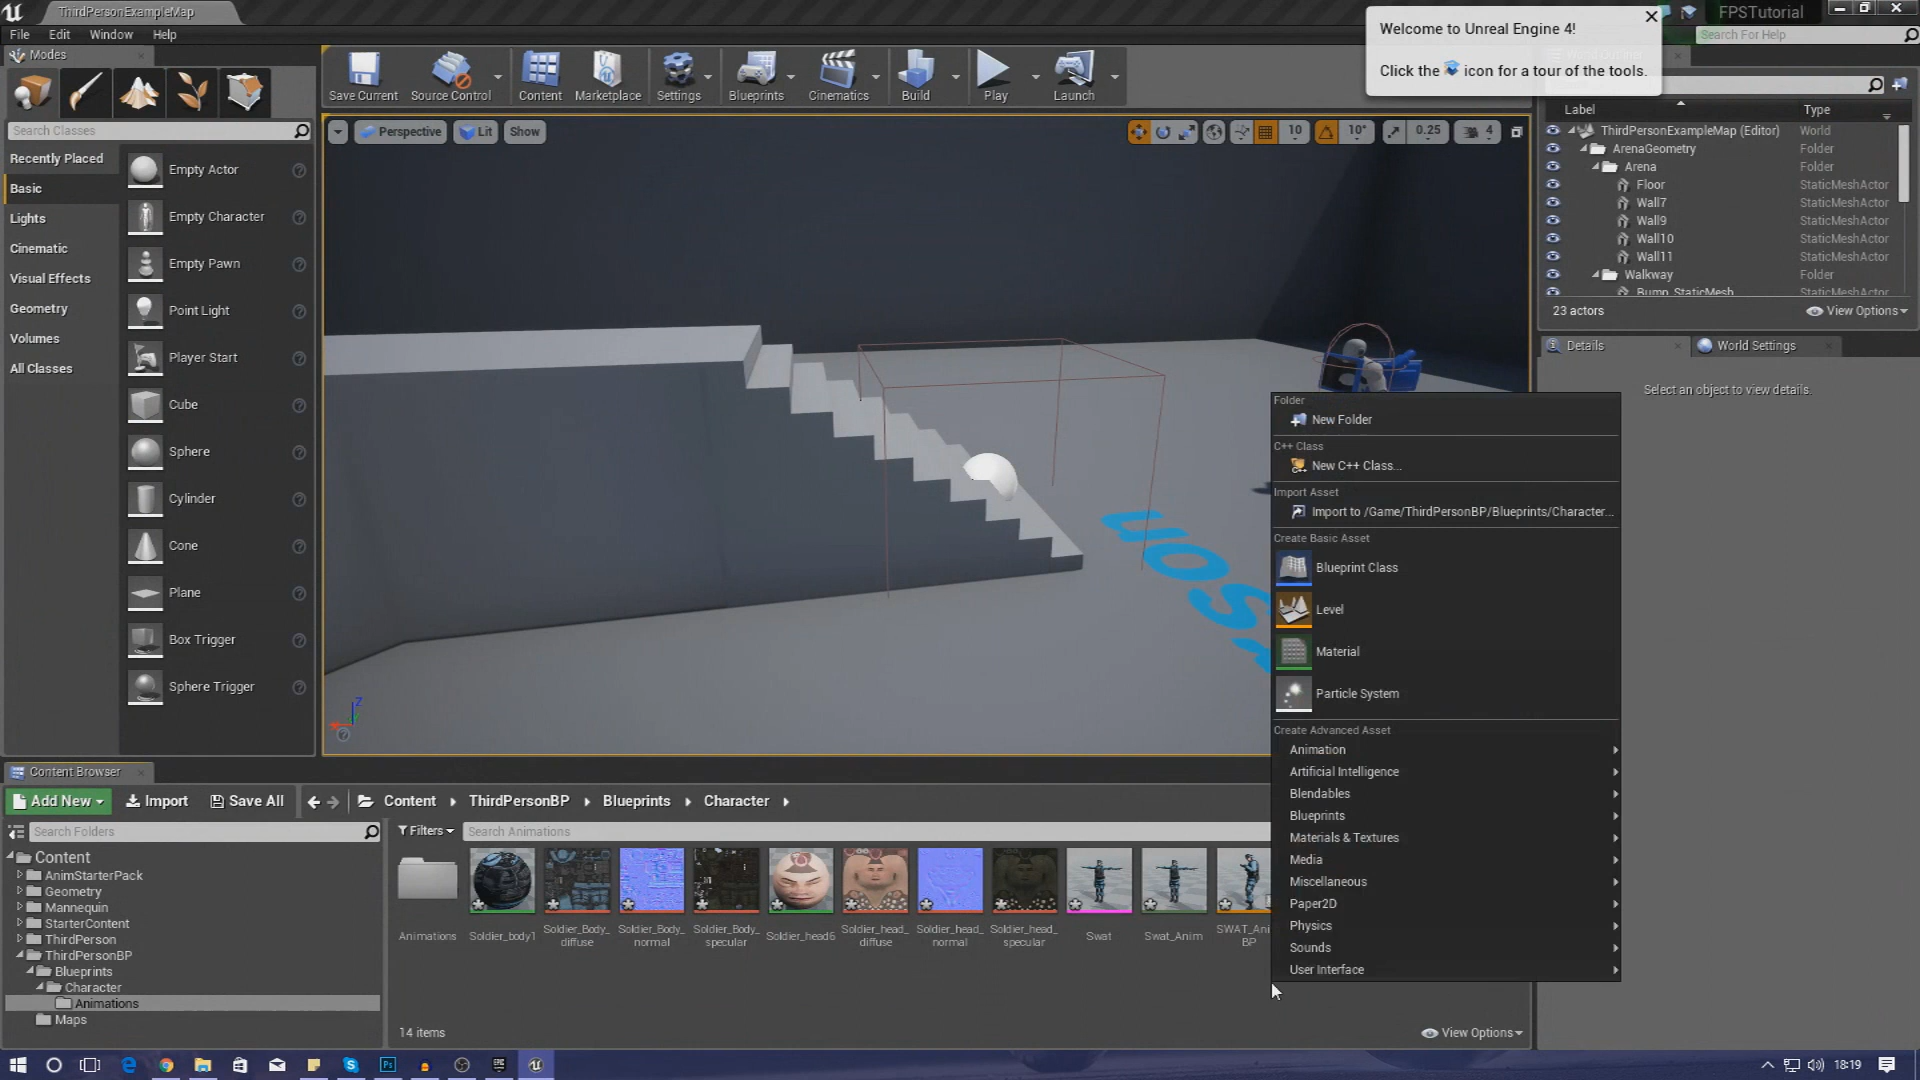 ThirdPersonExampleMap
FPSTutorial
File Edit Window Help
Search For Help
Welcome to Unreal Engine 4!
Click the icon for a tour of the tools.
Modes
Save Current
Source Control
Content
Marketplace
Settings
Blueprints
Cinematics
Build
Play
Launch
Search Classes
Recently Placed
Basic
Lights
Cinematic
Visual Effects
Geometry
Volumes
All Classes
Empty Actor
Empty Character
Empty Pawn
Point Light
Player Start
Cube
Sphere
Cylinder
Cone
Plane
Box Trigger
Sphere Trigger
Perspective Lit Show
10 10° 0.25 4
Label Type
ThirdPersonExampleMap (Editor) World
ArenaGeometry Folder
Arena Folder
Floor StaticMeshActor
Wall7 StaticMeshActor
Wall9 StaticMeshActor
Wall10 StaticMeshActor
Wall11 StaticMeshActor
Walkway Folder
Bump_StaticMesh StaticMeshActor
23 actors View Options
Details World Settings
Select an object to view details.
Folder
New Folder
C++ Class
New C++ Class...
Import Asset
Import to /Game/ThirdPersonBP/Blueprints/Character...
Create Basic Asset
Blueprint Class
Level
Material
Particle System
Create Advanced Asset
Animation
Artificial Intelligence
Blendables
Blueprints
Materials & Textures
Media
Miscellaneous
Paper2D
Physics
Sounds
User Interface
Content Browser
Add New Import Save All Content ThirdPersonBP Blueprints Character
Search Folders
Filters Search Animations
Content
AnimStarterPack
Geometry
Mannequin
StarterContent
ThirdPerson
ThirdPersonBP
Blueprints
Character
Animations
Maps
Animations
Soldier_body1
Soldier_Body_
diffuse
Soldier_Body_
normal
Soldier_Body_
specular
Soldier_head6
Soldier_head_
diffuse
Soldier_head_
normal
Soldier_head_
specular
Swat
Swat_Anim
SWAT_Ani
BP
14 items View Options
18:19